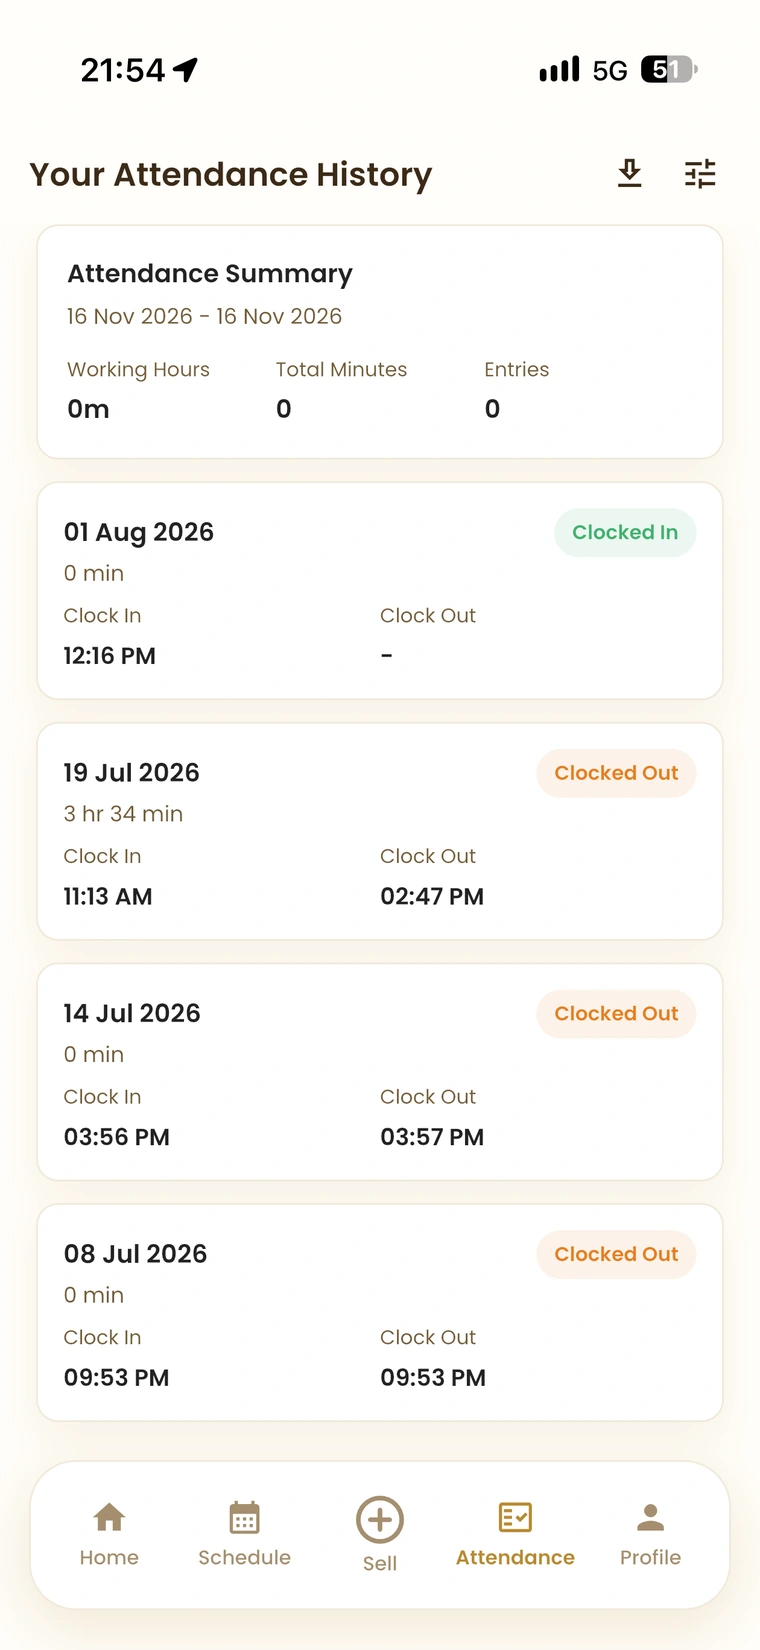 21:54
5G
51
Your Attendance History
Attendance Summary
16 Nov 2026 - 16 Nov 2026
Working Hours Total Minutes Entries
0m 0 0
01 Aug 2026 Clocked In
0 min
Clock In Clock Out
12:16 PM -
19 Jul 2026 Clocked Out
3 hr 34 min
Clock In Clock Out
11:13 AM 02:47 PM
14 Jul 2026 Clocked Out
0 min
Clock In Clock Out
03:56 PM 03:57 PM
08 Jul 2026 Clocked Out
0 min
Clock In Clock Out
09:53 PM 09:53 PM
Home Schedule Sell Attendance Profile